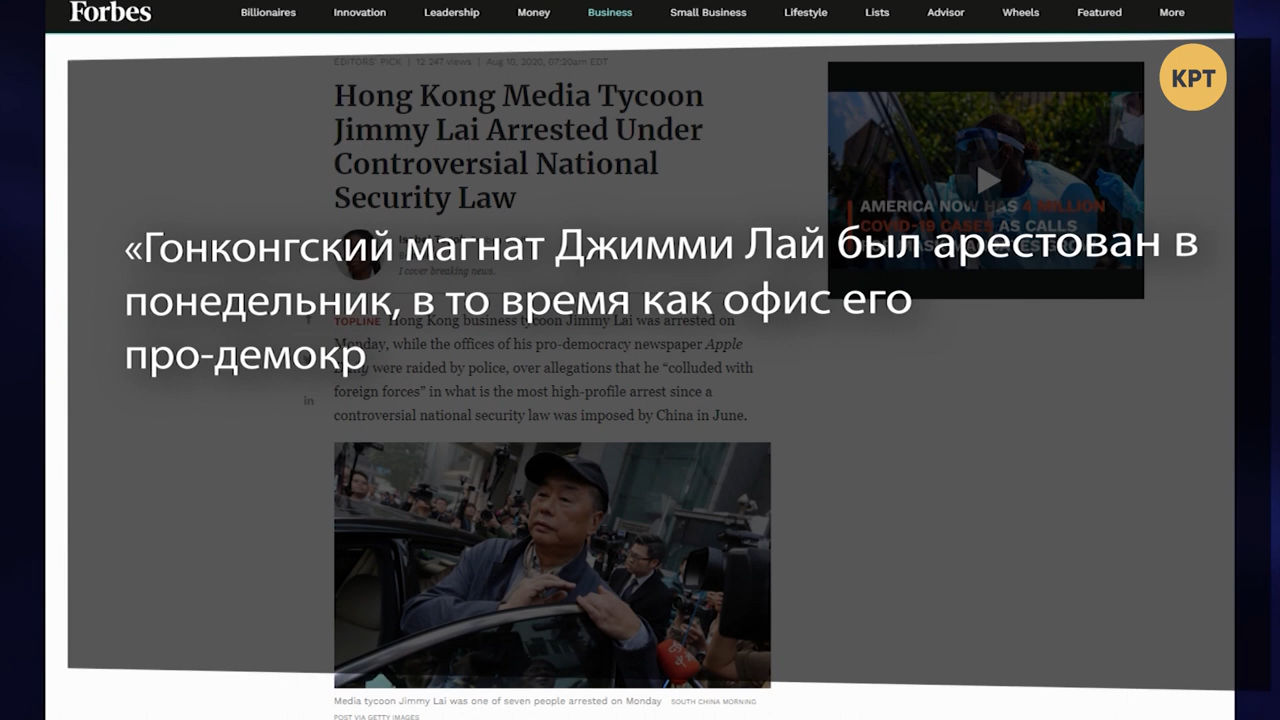 Forbes
Billionaires Innovation Leadership Money Business Small Business Lifestyle Lists Advisor Wheels Featured More
EDITORS' PICK | 12 247 views | Aug 10, 2020, 07:20am EDT
Hong Kong Media Tycoon
Jimmy Lai Arrested Under
Controversial National
Security Law
КРТ
AMERICA NOW HAS 4 MILLION
COVID-19 CASES AS CALLS
I cover breaking news.
«Гонконгский магнат Джимми Лай был арестован в
понедельник, в то время как офис его
про-демокр
TOPLINE Hong Kong business tycoon Jimmy Lai was arrested on
Monday, while the offices of his pro-democracy newspaper Apple
were raided by police, over allegations that he “colluded with
foreign forces” in what is the most high-profile arrest since a
controversial national security law was imposed by China in June.
in
Media tycoon Jimmy Lai was one of seven people arrested on Monday SOUTH CHINA MORNING
POST VIA GETTY IMAGES